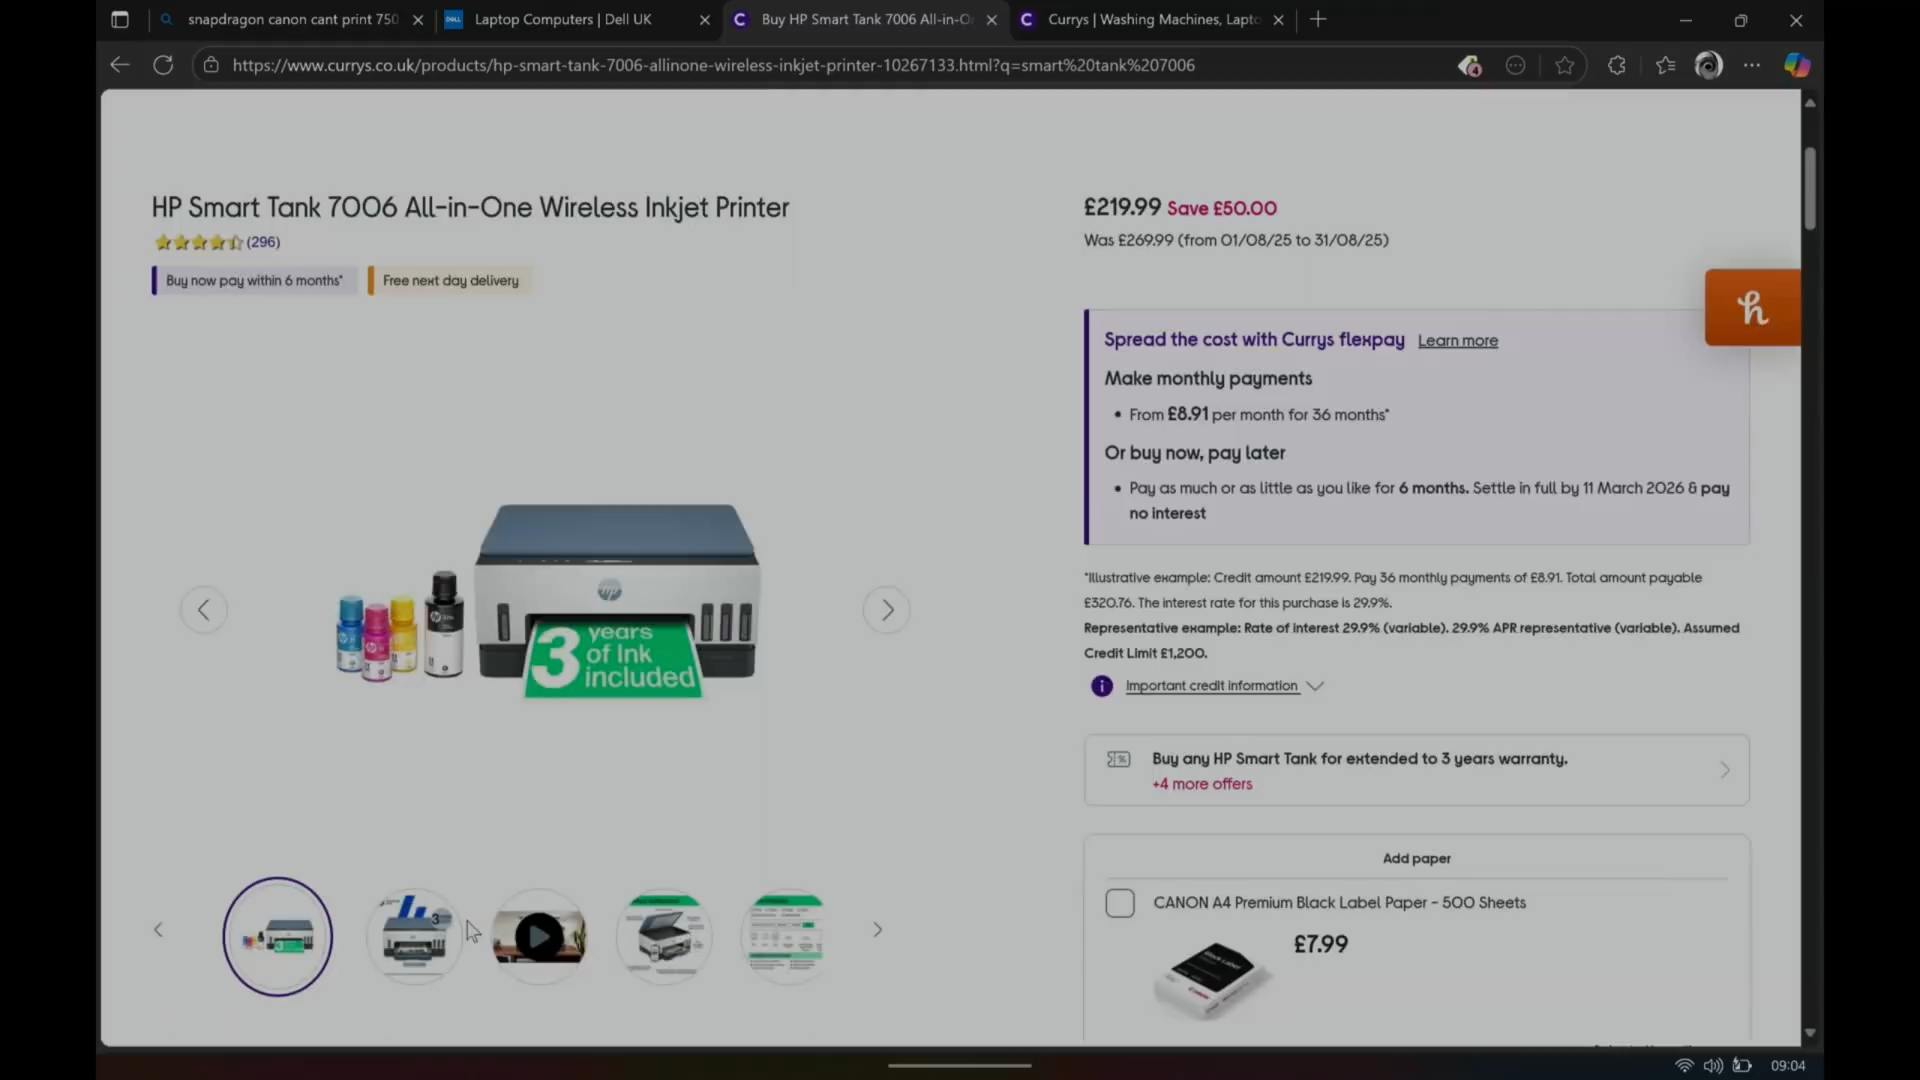 snapdragon canon cant print 750
Laptop Computers | Dell UK
Buy HP Smart Tank 7006 All-in-O
Currys | Washing Machines, Lapto
https://www.currys.co.uk/products/hp-smart-tank-7006-allinone-wireless-inkjet-printer-10267133.html?q=smart%20tank%207006
HP Smart Tank 7006 All-in-One Wireless Inkjet Printer
(296)
Buy now pay within 6 months*
Free next day delivery
hp
3 years
of Ink
included
£219.99 Save £50.00
Was £269.99 (from 01/08/25 to 31/08/25)
h
Spread the cost with Currys flexpay Learn more
Make monthly payments
• From £8.91 per month for 36 months*
Or buy now, pay later
• Pay as much or as little as you like for 6 months. Settle in full by 11 March 2026 & pay
no interest
*Illustrative example: Credit amount £219.99. Pay 36 monthly payments of £8.91. Total amount payable
£320.76. The interest rate for this purchase is 29.9%.
Representative example: Rate of interest 29.9% (variable). 29.9% APR representative (variable). Assumed
Credit Limit £1,200.
Important credit information
Buy any HP Smart Tank for extended to 3 years warranty.
+4 more offers
Add paper
CANON A4 Premium Black Label Paper - 500 Sheets
£7.99
Black Label
09:04